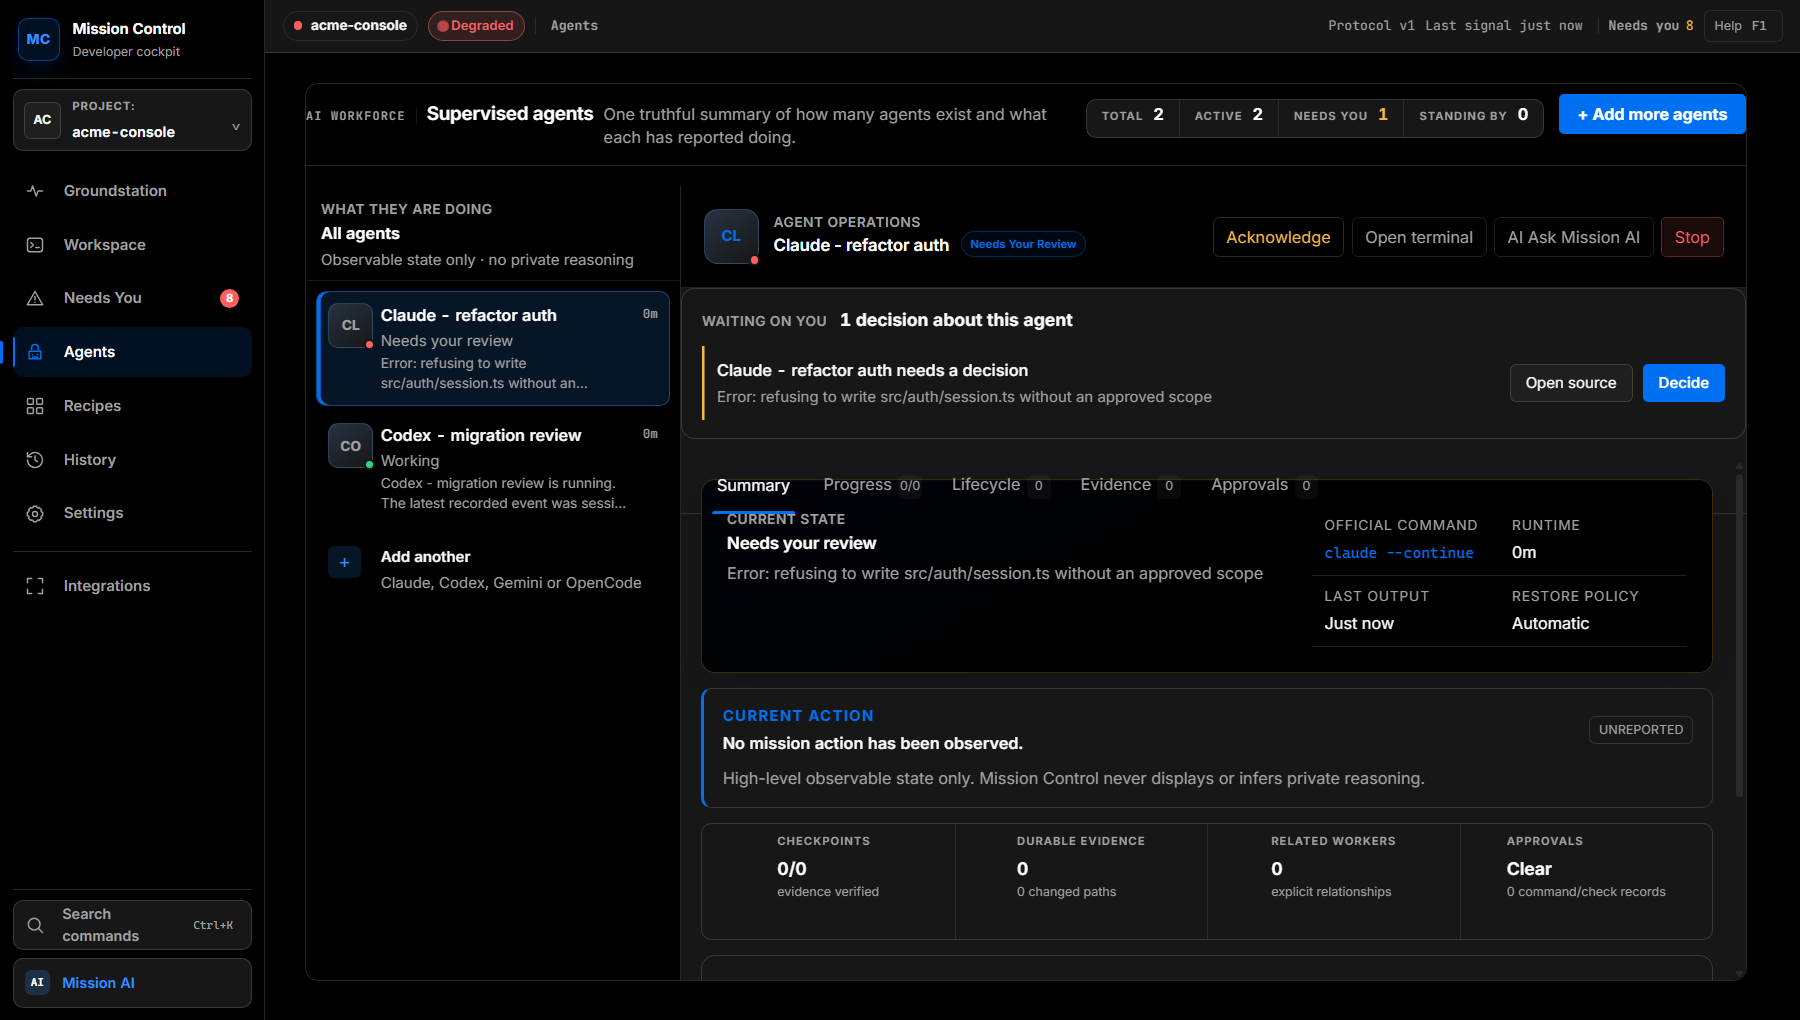 MC
Mission Control
Developer cockpit
AC
PROJECT:
acme-console
v
Groundstation
Workspace
Needs You
8
Agents
Recipes
History
Settings
Integrations
Search commands
Ctrl+K
AI
Mission AI
acme-console
Degraded
Agents
Protocol v1
Last signal just now
Needs you 8
Help F1
AI WORKFORCE
Supervised agents
One truthful summary of how many agents exist and what
each has reported doing.
TOTAL 2
ACTIVE 2
NEEDS YOU 1
STANDING BY 0
+ Add more agents
WHAT THEY ARE DOING
All agents
Observable state only · no private reasoning
CL
Claude - refactor auth
0m
Needs your review
Error: refusing to write
src/auth/session.ts without an...
CO
Codex - migration review
0m
Working
Codex - migration review is running.
The latest recorded event was sessi...
+
Add another
Claude, Codex, Gemini or OpenCode
CL
AGENT OPERATIONS
Claude - refactor auth
Needs Your Review
Acknowledge
Open terminal
AI Ask Mission AI
Stop
WAITING ON YOU
1 decision about this agent
Claude - refactor auth needs a decision
Error: refusing to write src/auth/session.ts without an approved scope
Open source
Decide
Summary
Progress 0/0
Lifecycle 0
Evidence 0
Approvals 0
CURRENT STATE
Needs your review
Error: refusing to write src/auth/session.ts without an approved scope
OFFICIAL COMMAND
claude --continue
RUNTIME
0m
LAST OUTPUT
Just now
RESTORE POLICY
Automatic
CURRENT ACTION
No mission action has been observed.
High-level observable state only. Mission Control never displays or infers private reasoning.
UNREPORTED
CHECKPOINTS
0/0
evidence verified
DURABLE EVIDENCE
0
0 changed paths
RELATED WORKERS
0
explicit relationships
APPROVALS
Clear
0 command/check records